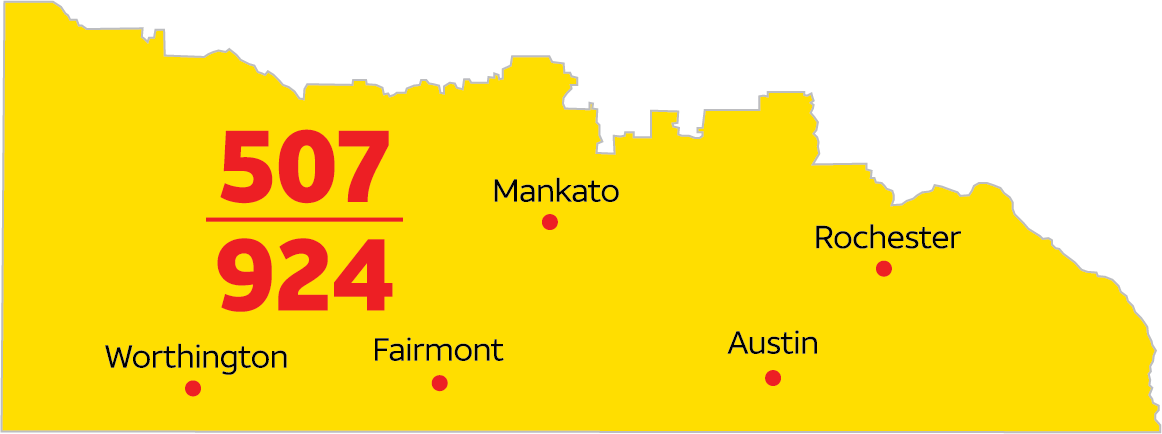 507
924
Mankato
Rochester
Worthington
Fairmont
Austin